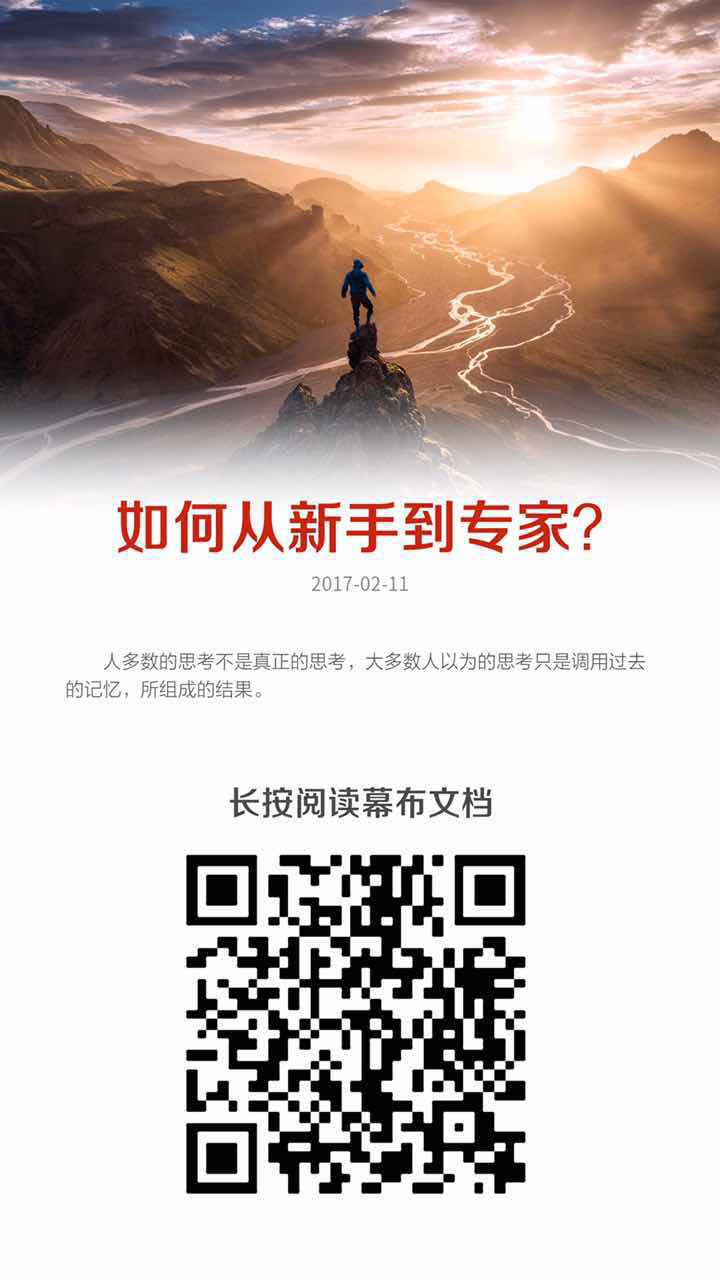 如何从新手到专家？
2017-02-11
人多数的思考不是真正的思考，大多数人以为的思考只是调用过去
的记忆，所组成的结果。
长按阅读幕布文档